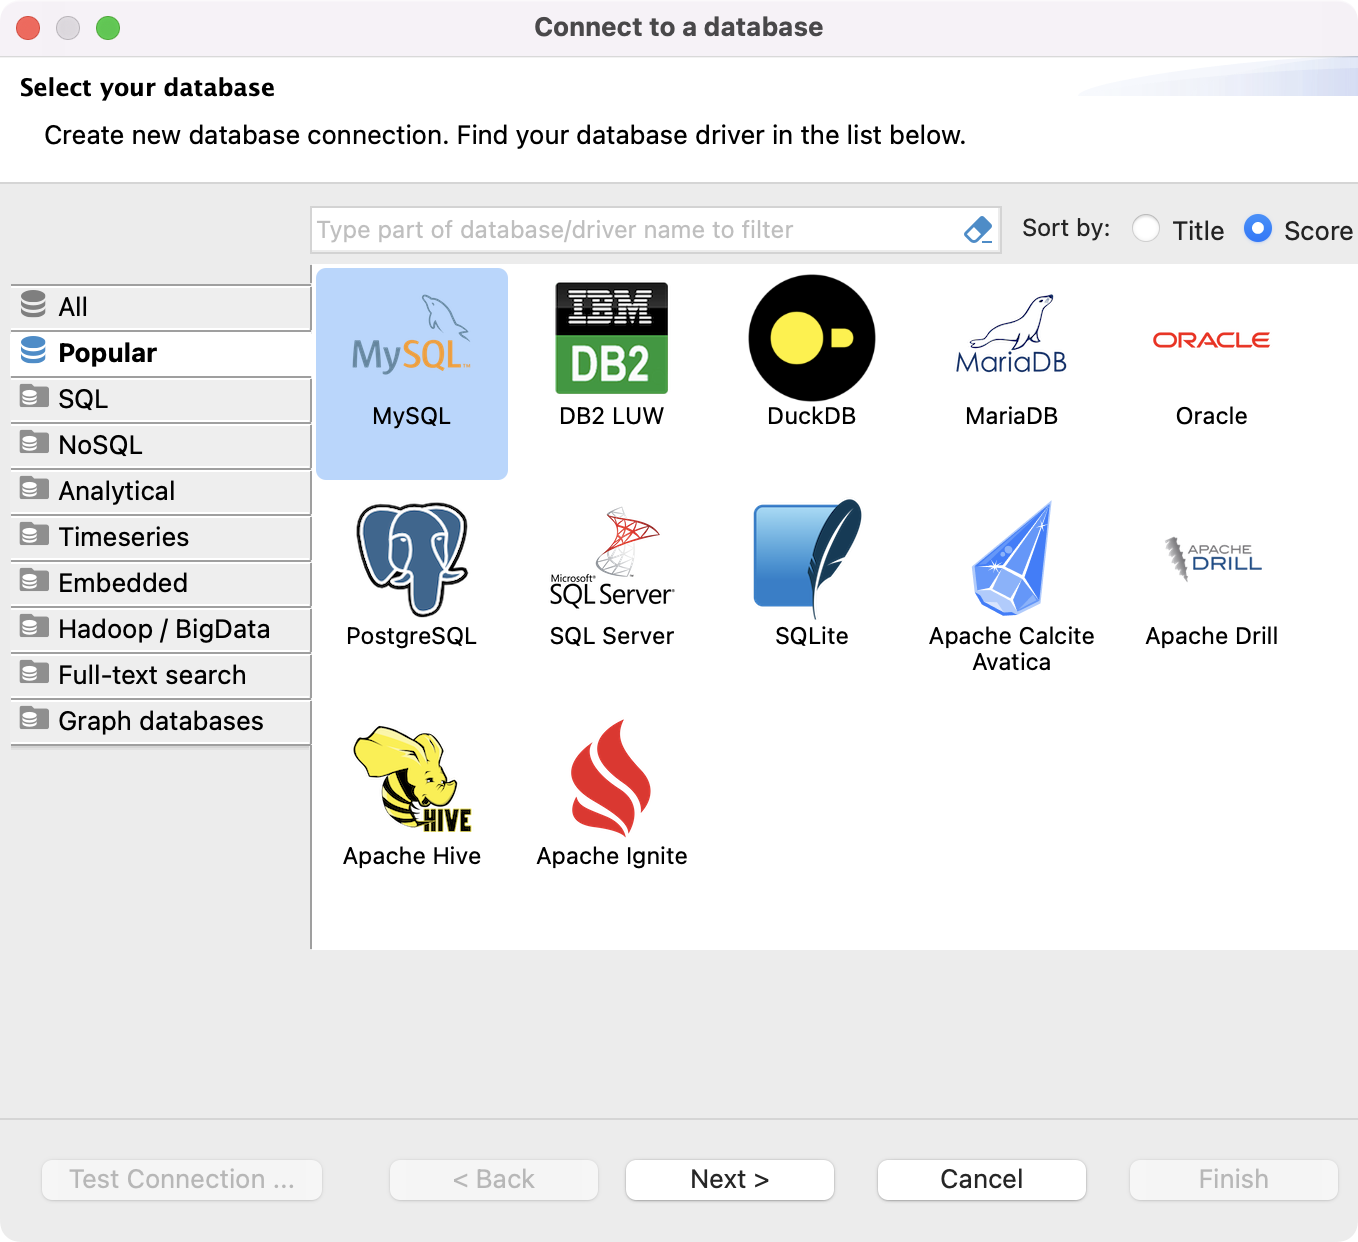 Connect to a database
Select your database
Create new database connection. Find your database driver in the list below.
Type part of database/driver name to filter
Sort by:
Title
Score
All
Popular
SQL
NoSQL
Analytical
Timeseries
Embedded
Hadoop / BigData
Full-text search
Graph databases
MySQL™
MySQL
IBM
DB2
DB2 LUW
DuckDB
MariaDB
MariaDB
ORACLE
Oracle
PostgreSQL
Microsoft®
SQL Server®
SQL Server
SQLite
Apache Calcite
Avatica
APACHE
DRILL
Apache Drill
HIVE
Apache Hive
Apache Ignite
Test Connection ...
< Back
Next >
Cancel
Finish